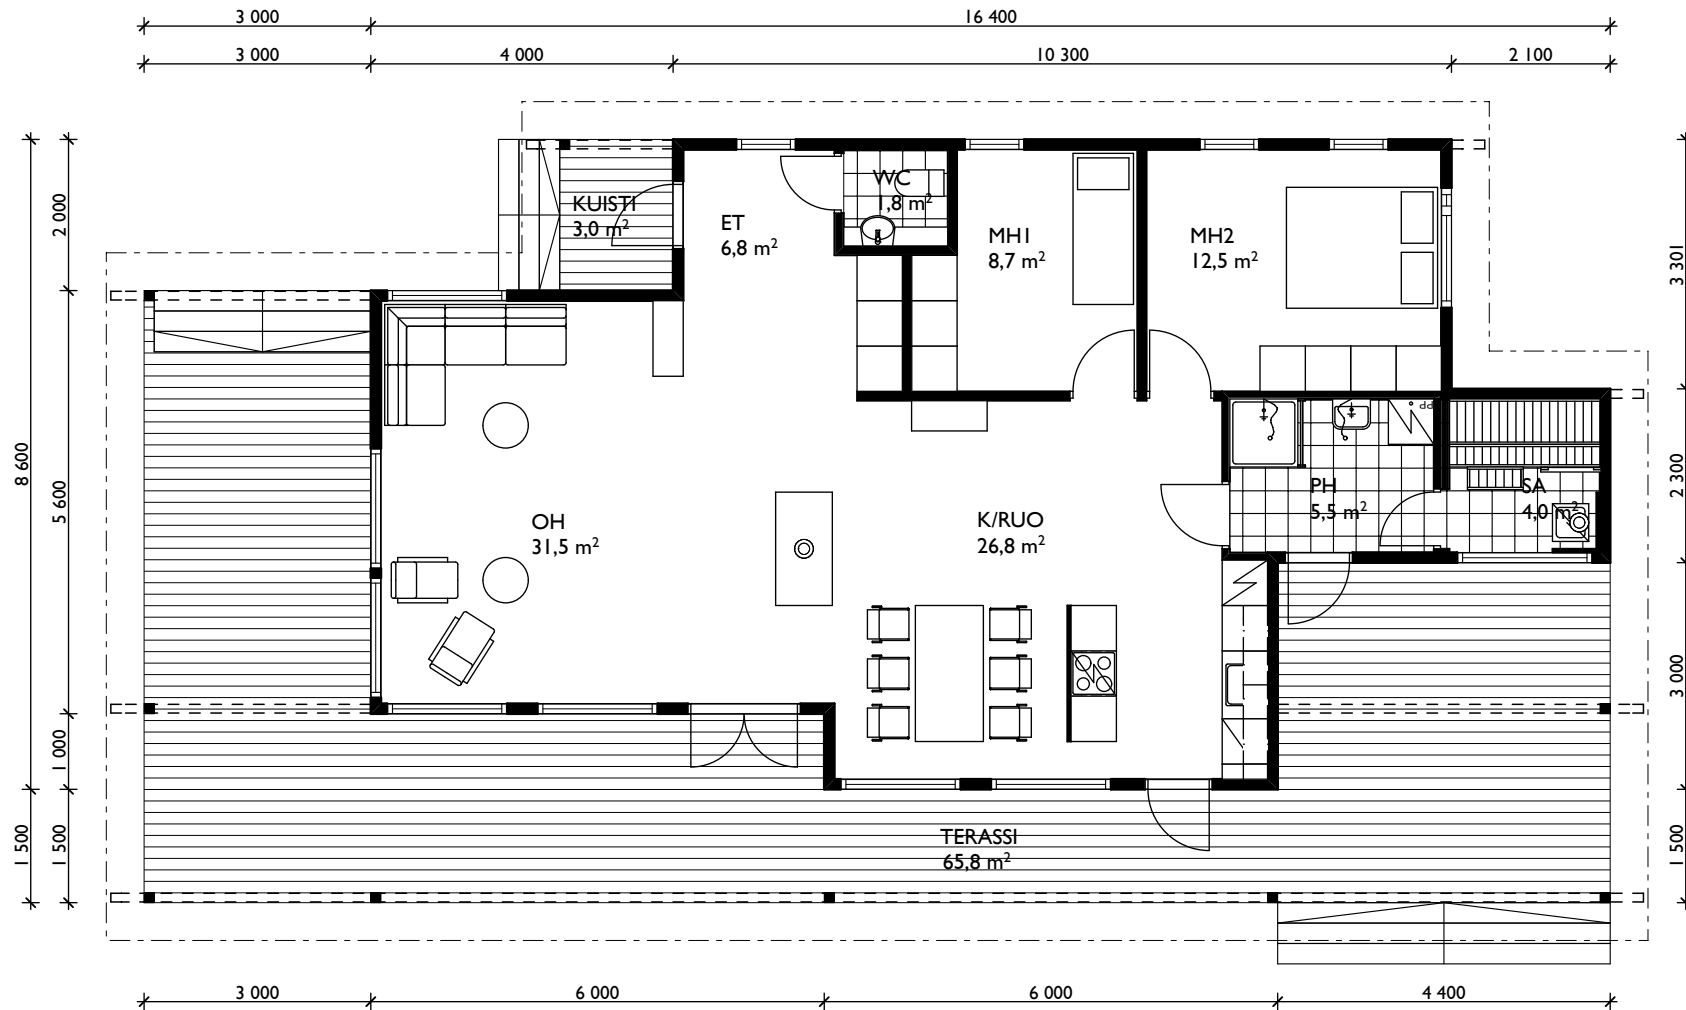 3 000
16 400
3 000
4 000
10 300
2 100
8 600
2 000
5 600
1 000
1 500
1 500
3 301
2 300
3 000
1 500
KUISTI
3,0 m²
ET
6,8 m²
WC
1,8 m²
MH1
8,7 m²
MH2
12,5 m²
OH
31,5 m²
K/RUO
26,8 m²
PH
5,5 m²
SA
4,0 m²
TERASSI
65,8 m²
3 000
6 000
6 000
4 400